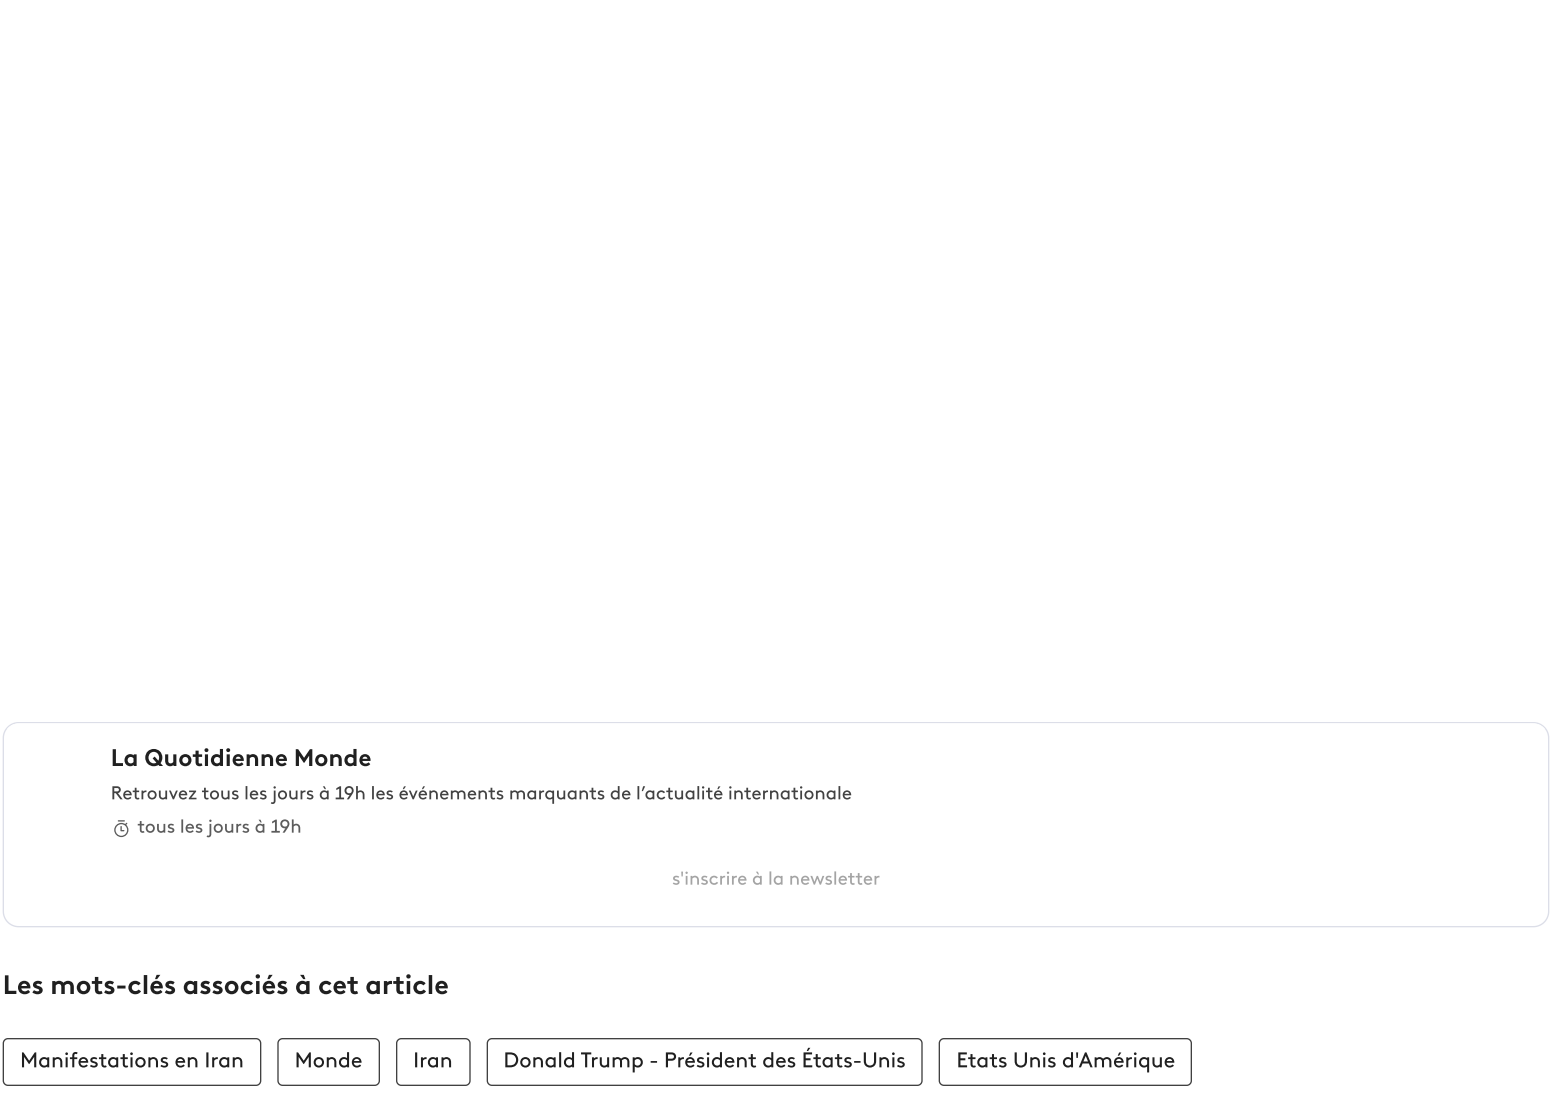 La Quotidienne Monde
Retrouvez tous les jours à 19h les événements marquants de l’actualité internationale
tous les jours à 19h
s'inscrire à la newsletter
Les mots-clés associés à cet article
Manifestations en Iran
Monde
Iran
Donald Trump - Président des États-Unis
Etats Unis d'Amérique